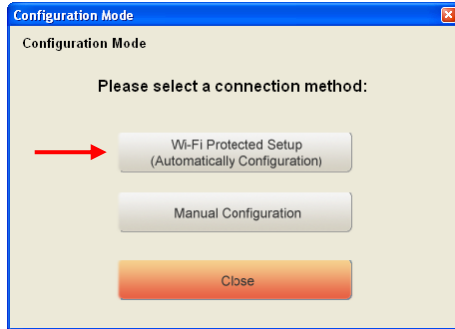 Configuration Mode
Configuration Mode
Please select a connection method:
Wi-Fi Protected Setup
(Automatically Configuration)
Manual Configuration
Close